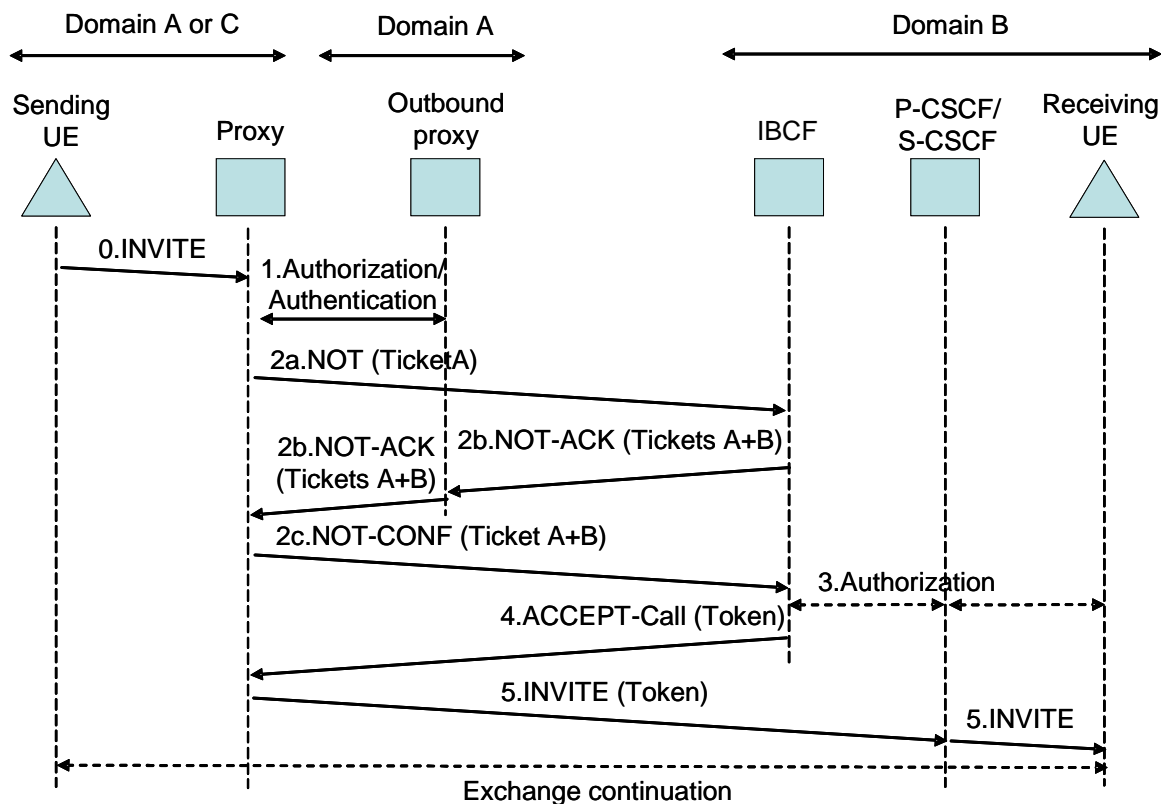 Domain A or C
Domain A
Domain B
Sending
UE
Proxy
Outbound
proxy
IBCF
P-CSCF/
S-CSCF
Receiving
UE
0.INVITE
1.Authorization/
Authentication
2a.NOT (TicketA)
2b.NOT-ACK
(Tickets A+B)
2b.NOT-ACK (Tickets A+B)
2c.NOT-CONF (Ticket A+B)
3.Authorization
4.ACCEPT-Call (Token)
5.INVITE (Token)
5.INVITE
Exchange continuation